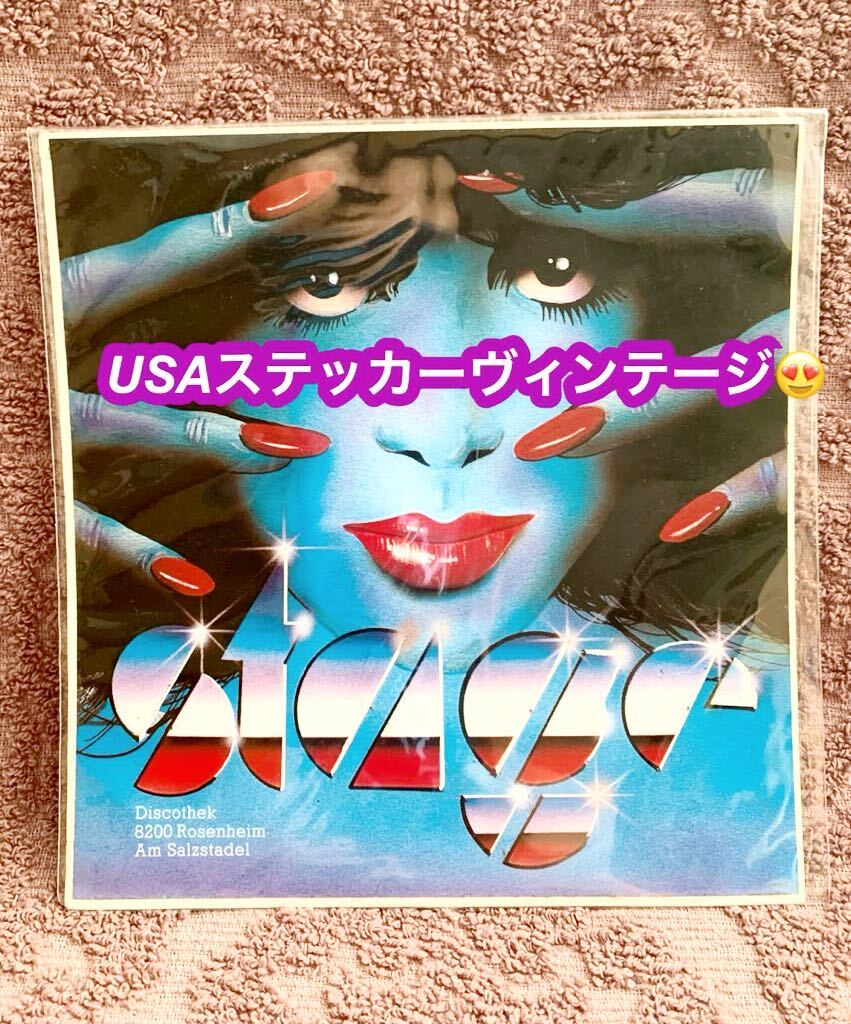 USAステッカーヴィンテージ😍
stage
Discothek
8200 Rosenheim
Am Salzstadel